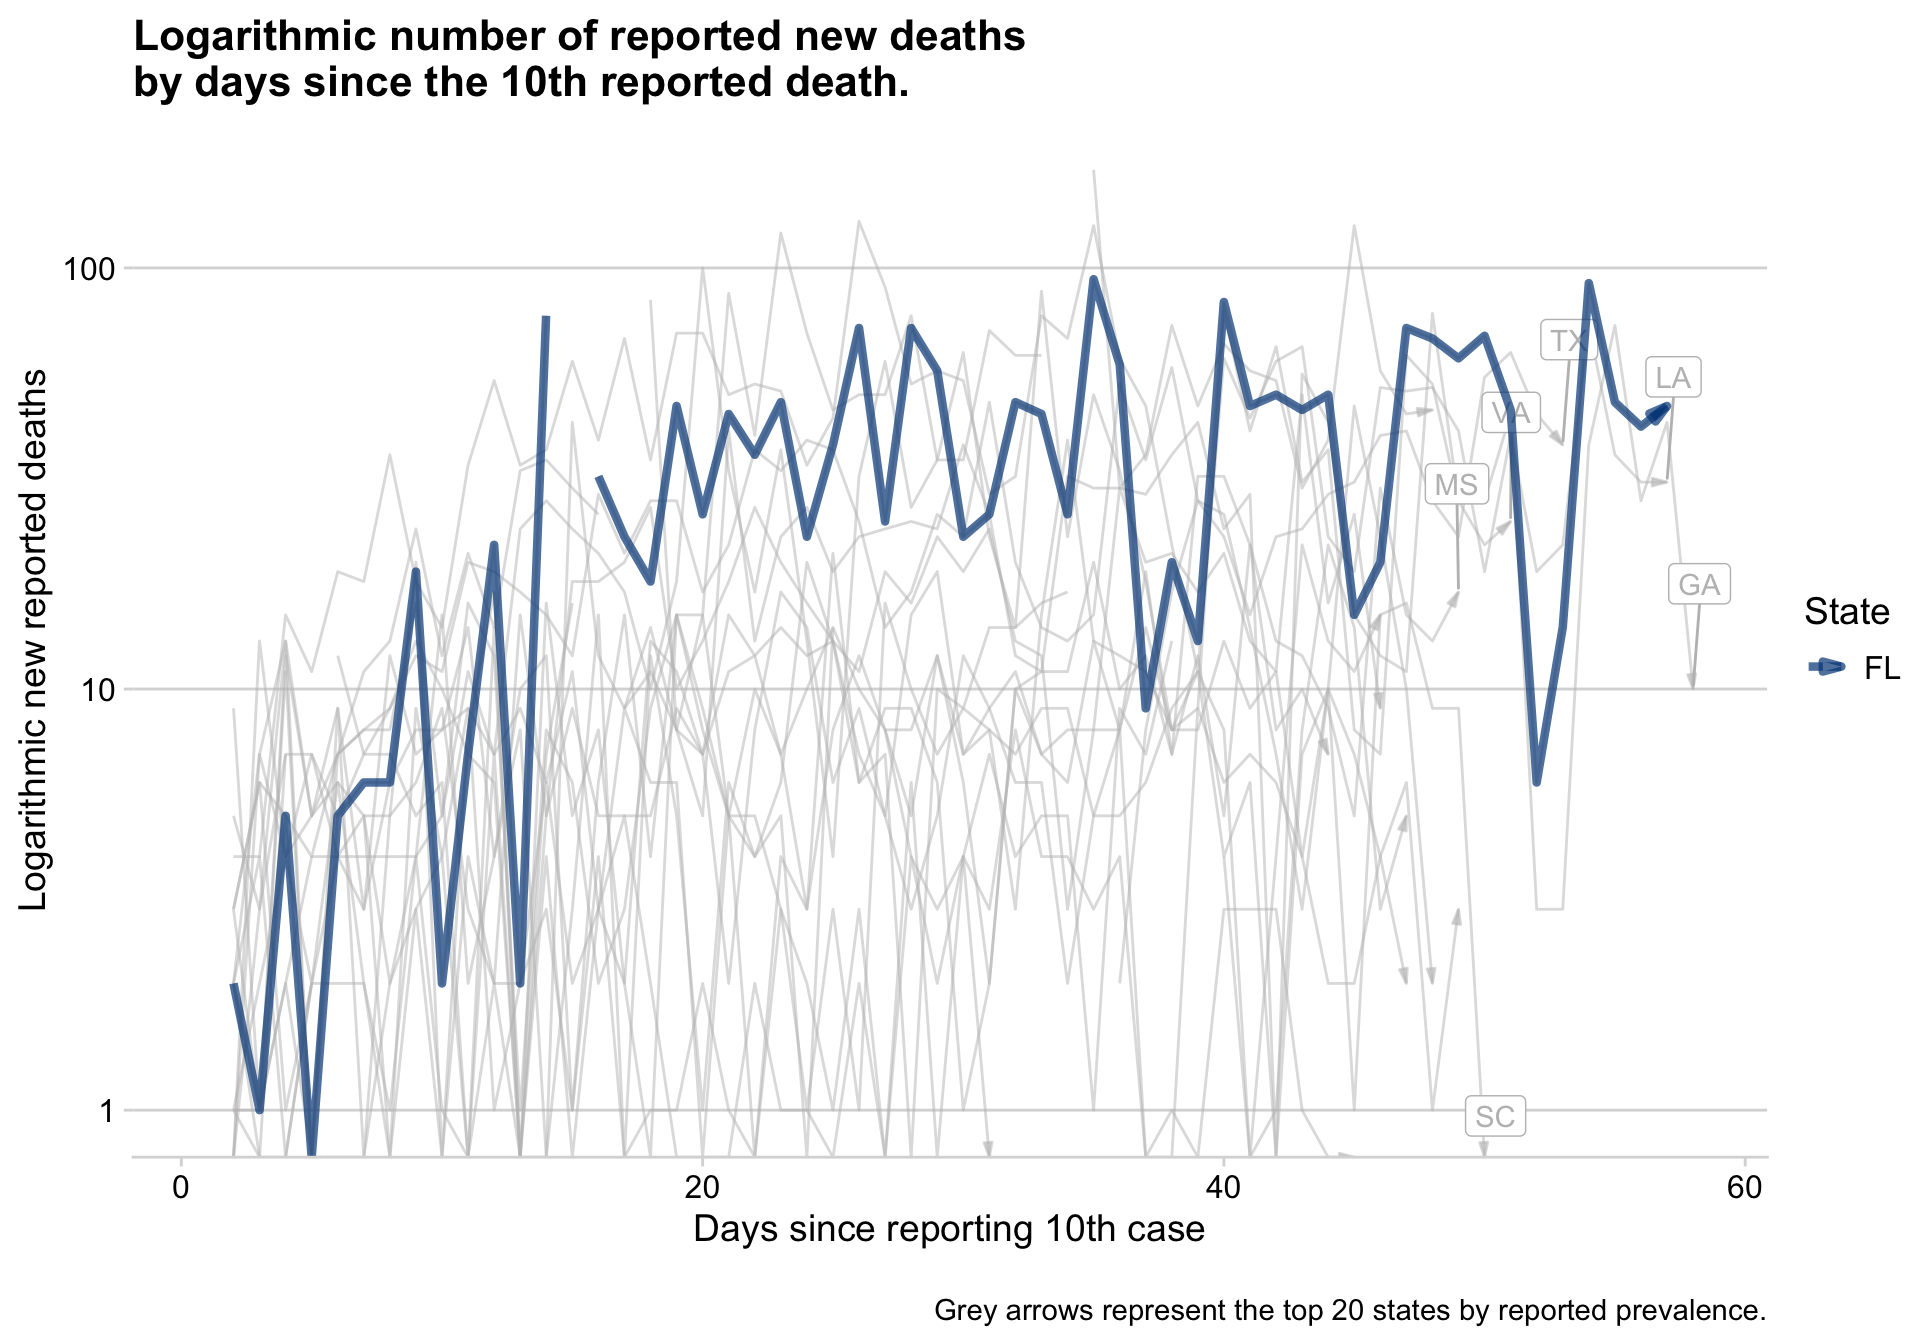 Logarithmic number of reported new deaths
by days since the 10th reported death.
Logarithmic new reported deaths
100
10
1
TX
LA
VA
MS
GA
SC
State
FL
0
20
40
60
Days since reporting 10th case
Grey arrows represent the top 20 states by reported prevalence.